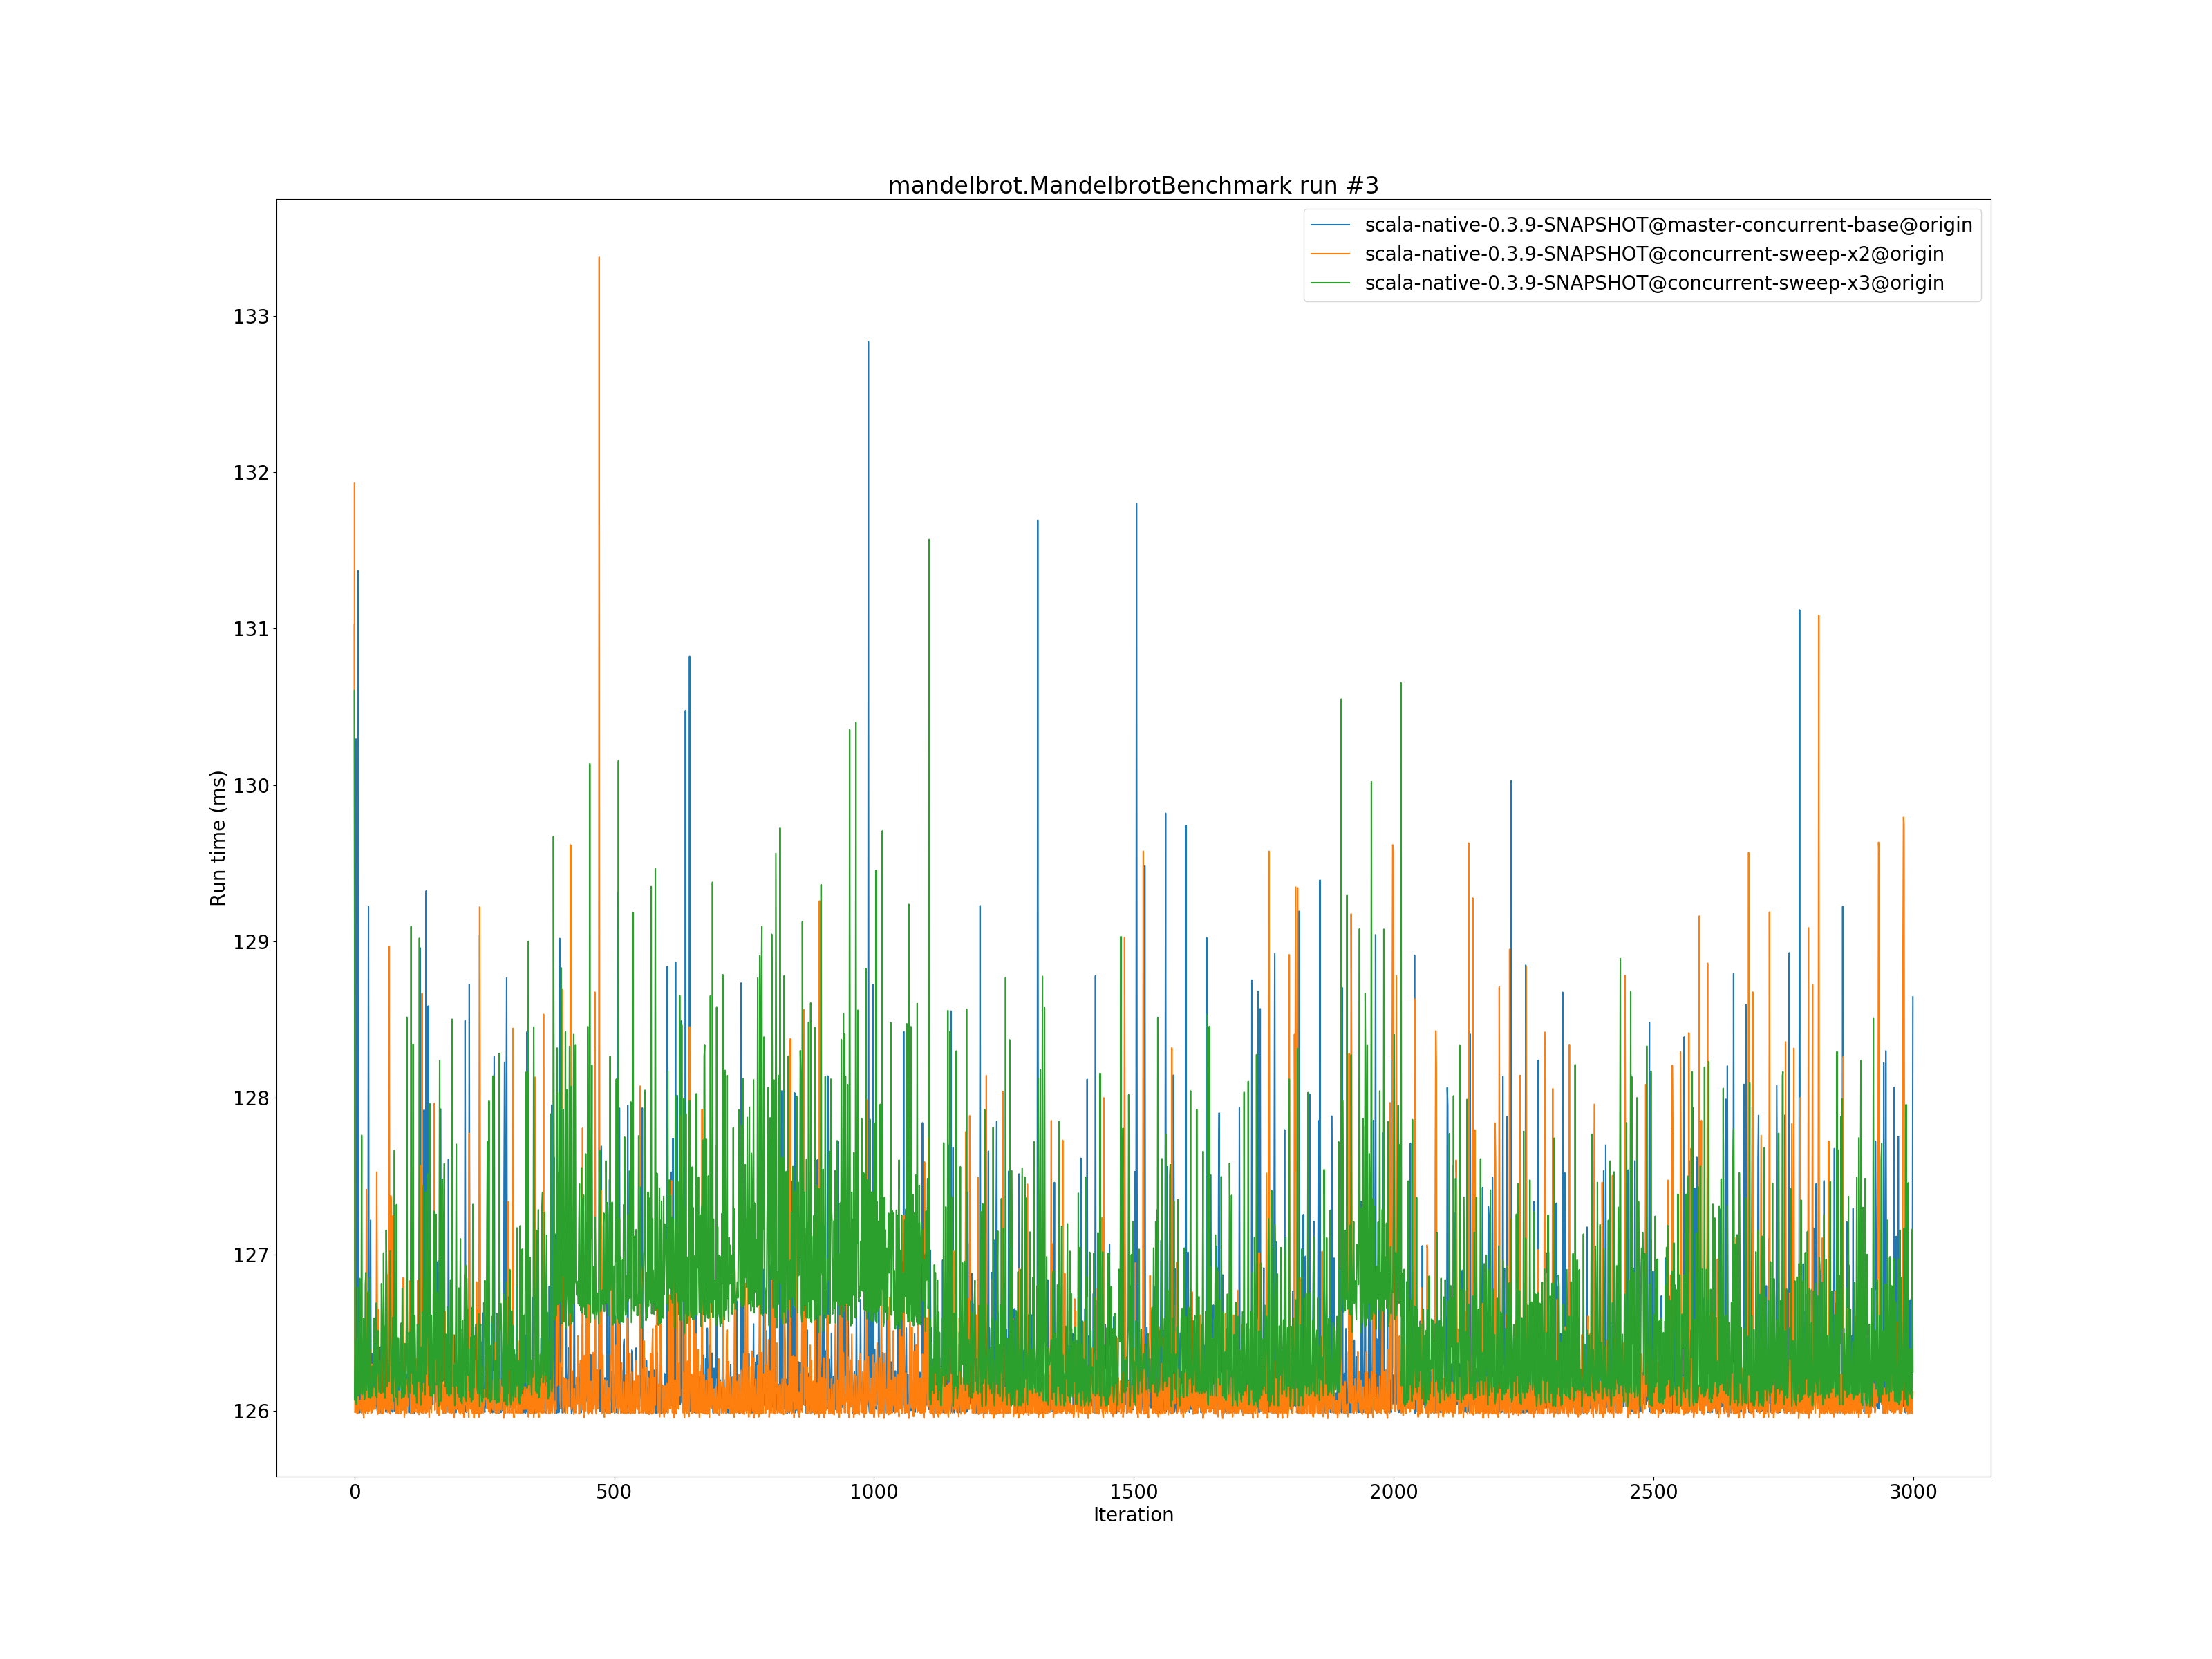 mandelbrot.MandelbrotBenchmark run #3
scala-native-0.3.9-SNAPSHOT@master-concurrent-base@origin
scala-native-0.3.9-SNAPSHOT@concurrent-sweep-x2@origin
scala-native-0.3.9-SNAPSHOT@concurrent-sweep-x3@origin
133
132
131
130
129
128
127
126
Run time (ms)
0 500 1000 1500 2000 2500 3000
Iteration